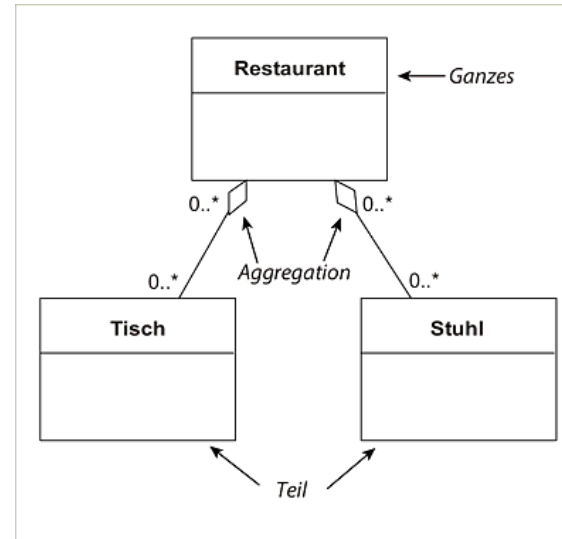 Restaurant
Ganzes
0..*
0..*
Aggregation
0..*
0..*
Tisch
Stuhl
Teil